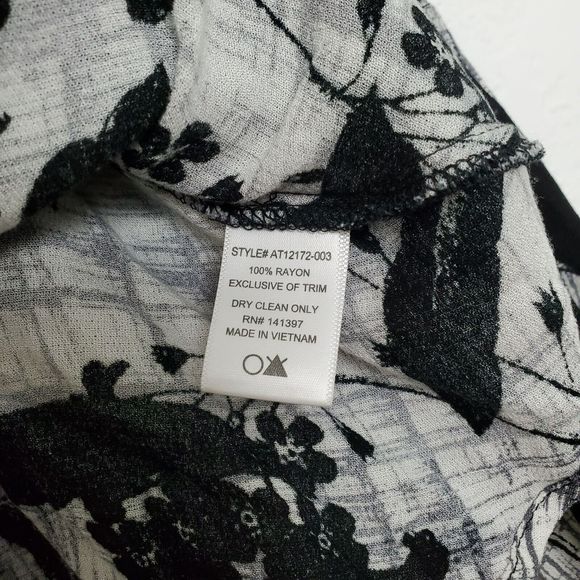 STYLE# AT12172-003
100% RAYON
EXCLUSIVE OF TRIM
DRY CLEAN ONLY
RN# 141397
MADE IN VIETNAM